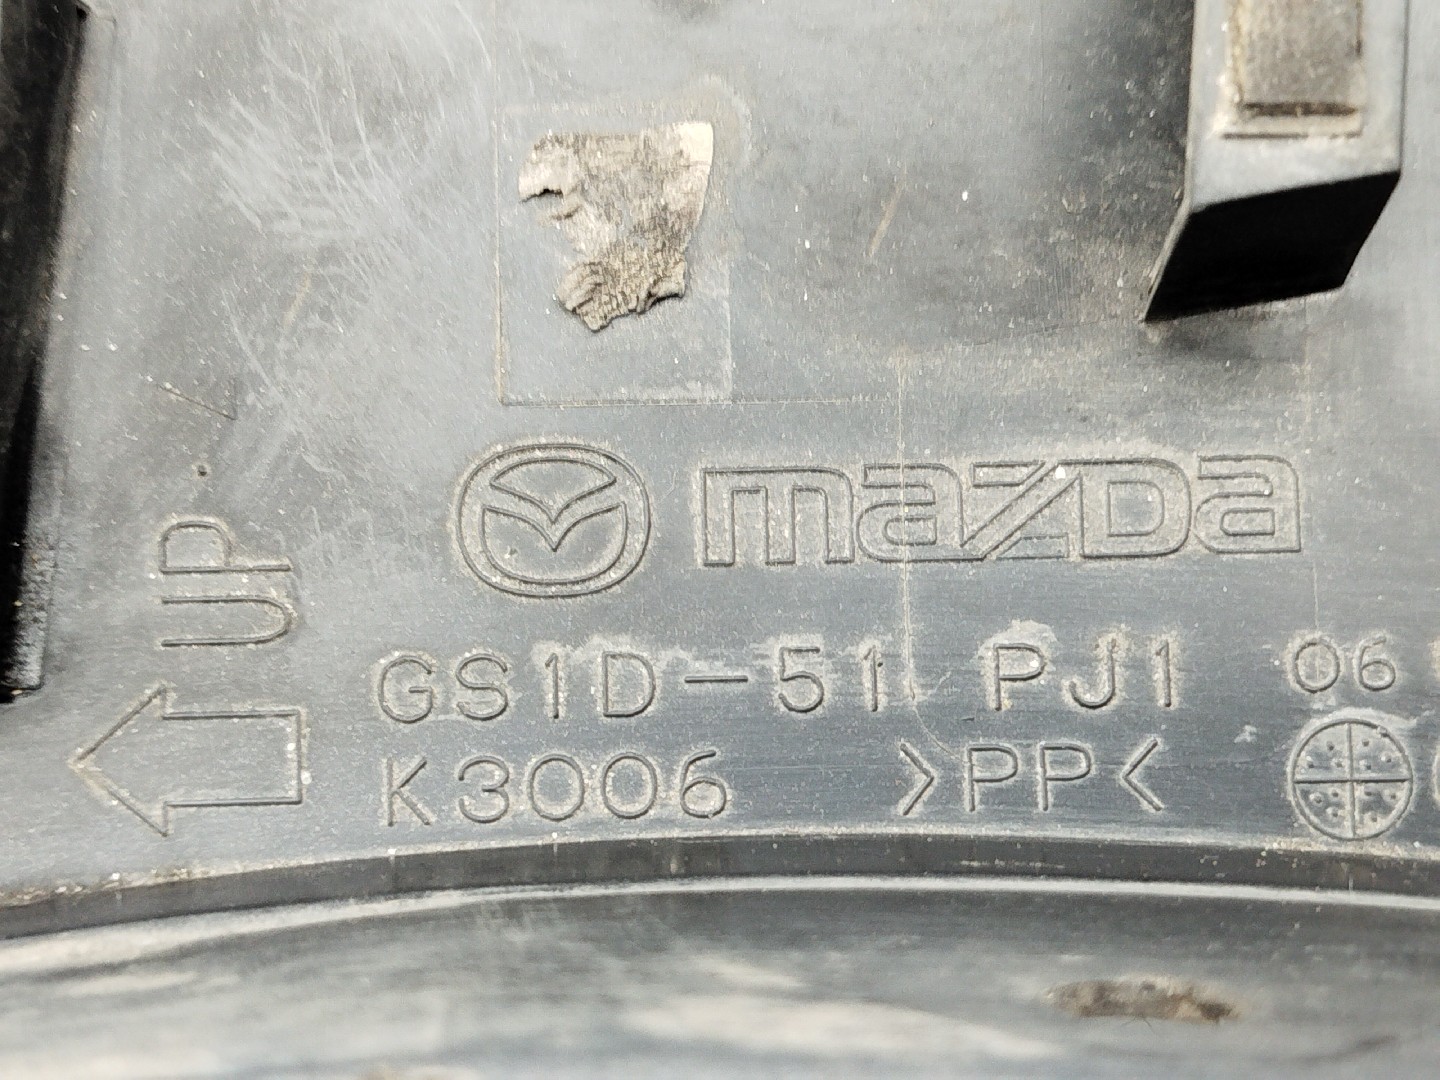 UP
mazda
GS1D-51 PJ1
K3006 >PP<
06